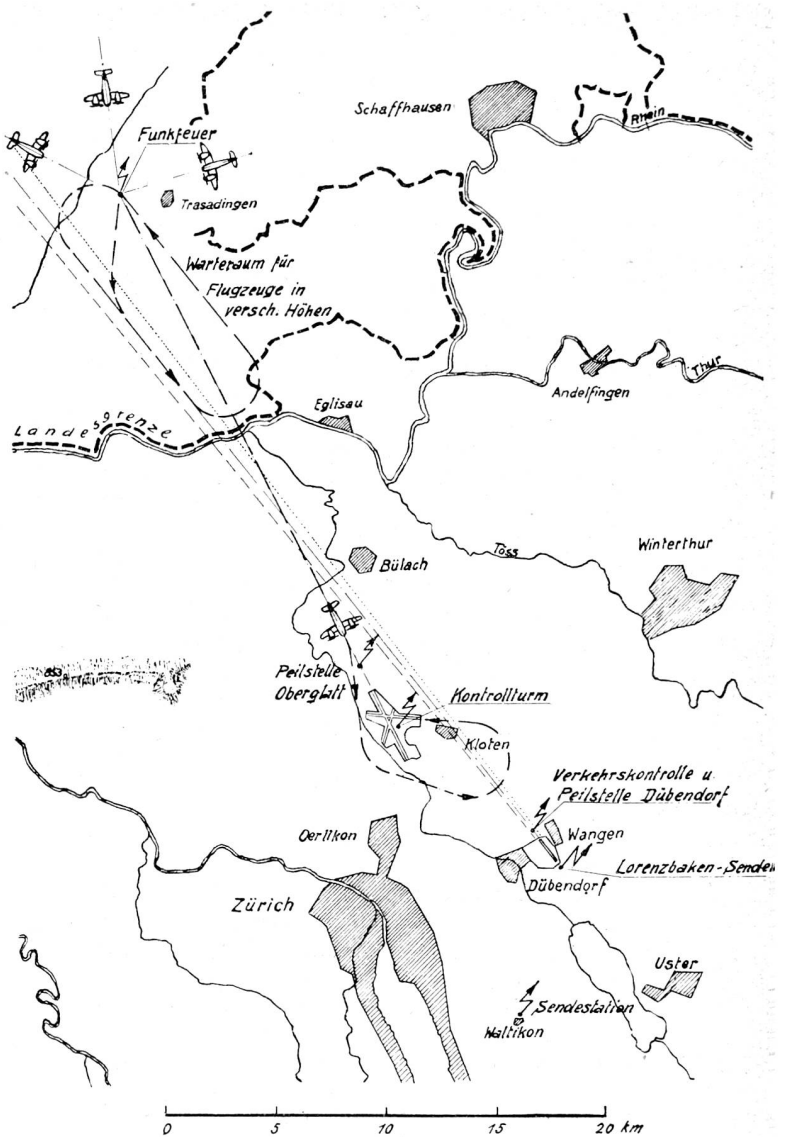 Schaffhausen
Rhein
Funkfeuer
Trasadingen
Warteraum für
Flugzeuge in
versch. Höhen
Thur
Andelfingen
Eglisau
Landesgrenze
Töss
Winterthur
Bülach
853
Peilstelle
Oberglatt
Kontrollturm
Kloten
Verkehrskontrolle u.
Peilstelle Dübendorf
Wangen
Oerlikon
Lorenzbaken-Sender
Dübendorf
Zürich
Uster
Sendestation
Waltikon
0 5 10 15 20 km